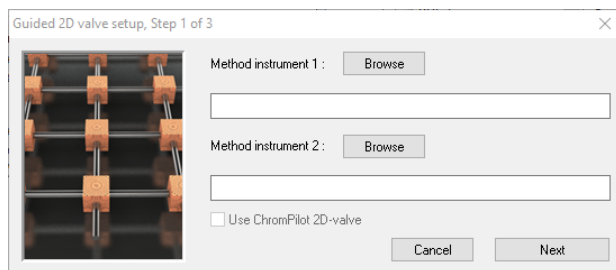 Guided 2D valve setup, Step 1 of 3
Method instrument 1 :
Browse
Method instrument 2 :
Browse
Use ChromPilot 2D-valve
Cancel
Next